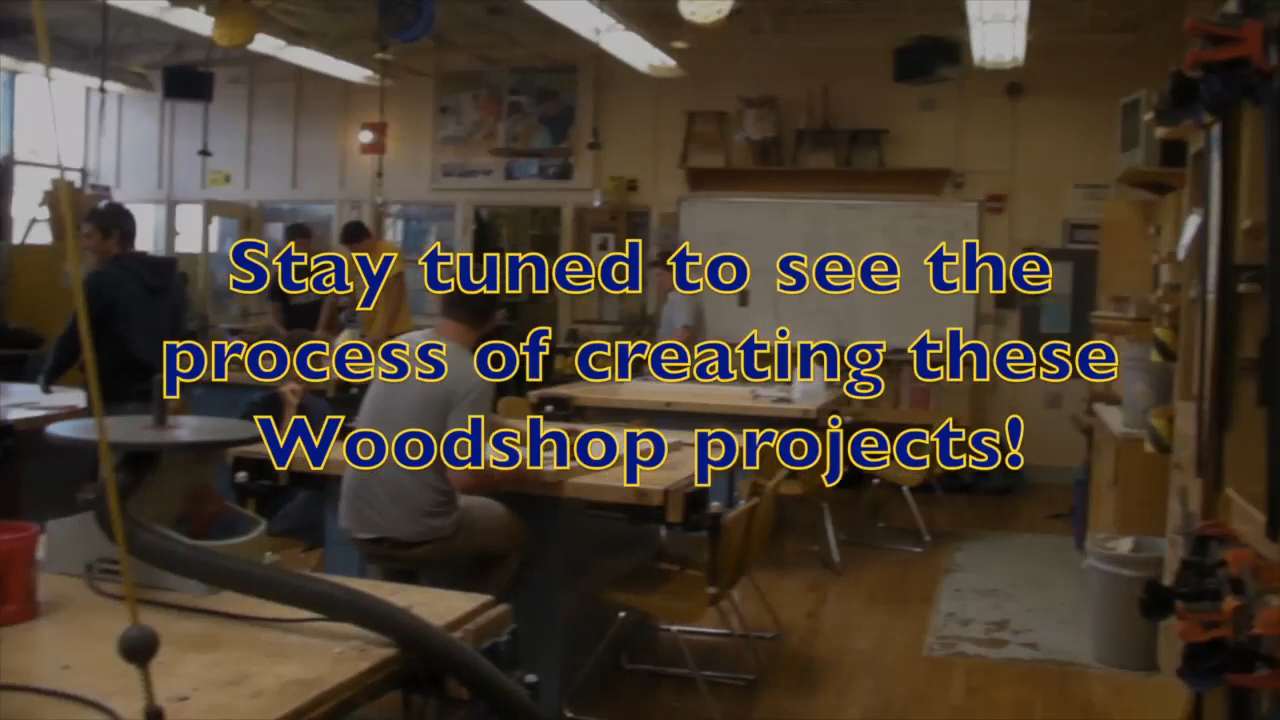 Stay tuned to see the
process of creating these
Woodshop projects!